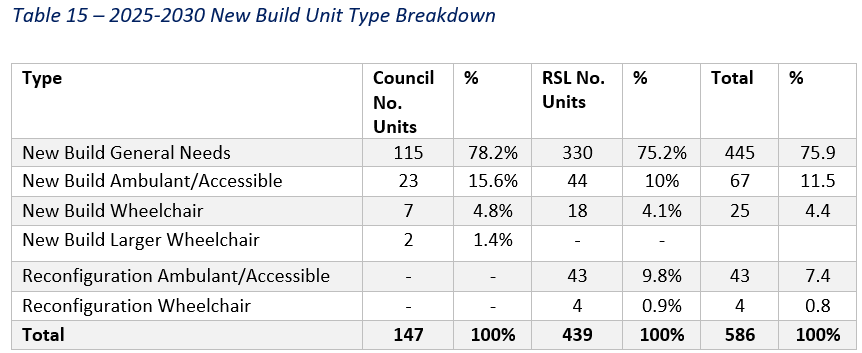 Table 15 – 2025-2030 New Build Unit Type Breakdown
Type Council No. Units % RSL No. Units % Total %
New Build General Needs 115 78.2% 330 75.2% 445 75.9
New Build Ambulant/Accessible 23 15.6% 44 10% 67 11.5
New Build Wheelchair 7 4.8% 18 4.1% 25 4.4
New Build Larger Wheelchair 2 1.4% - -
Reconfiguration Ambulant/Accessible - - 43 9.8% 43 7.4
Reconfiguration Wheelchair - - 4 0.9% 4 0.8
Total 147 100% 439 100% 586 100%